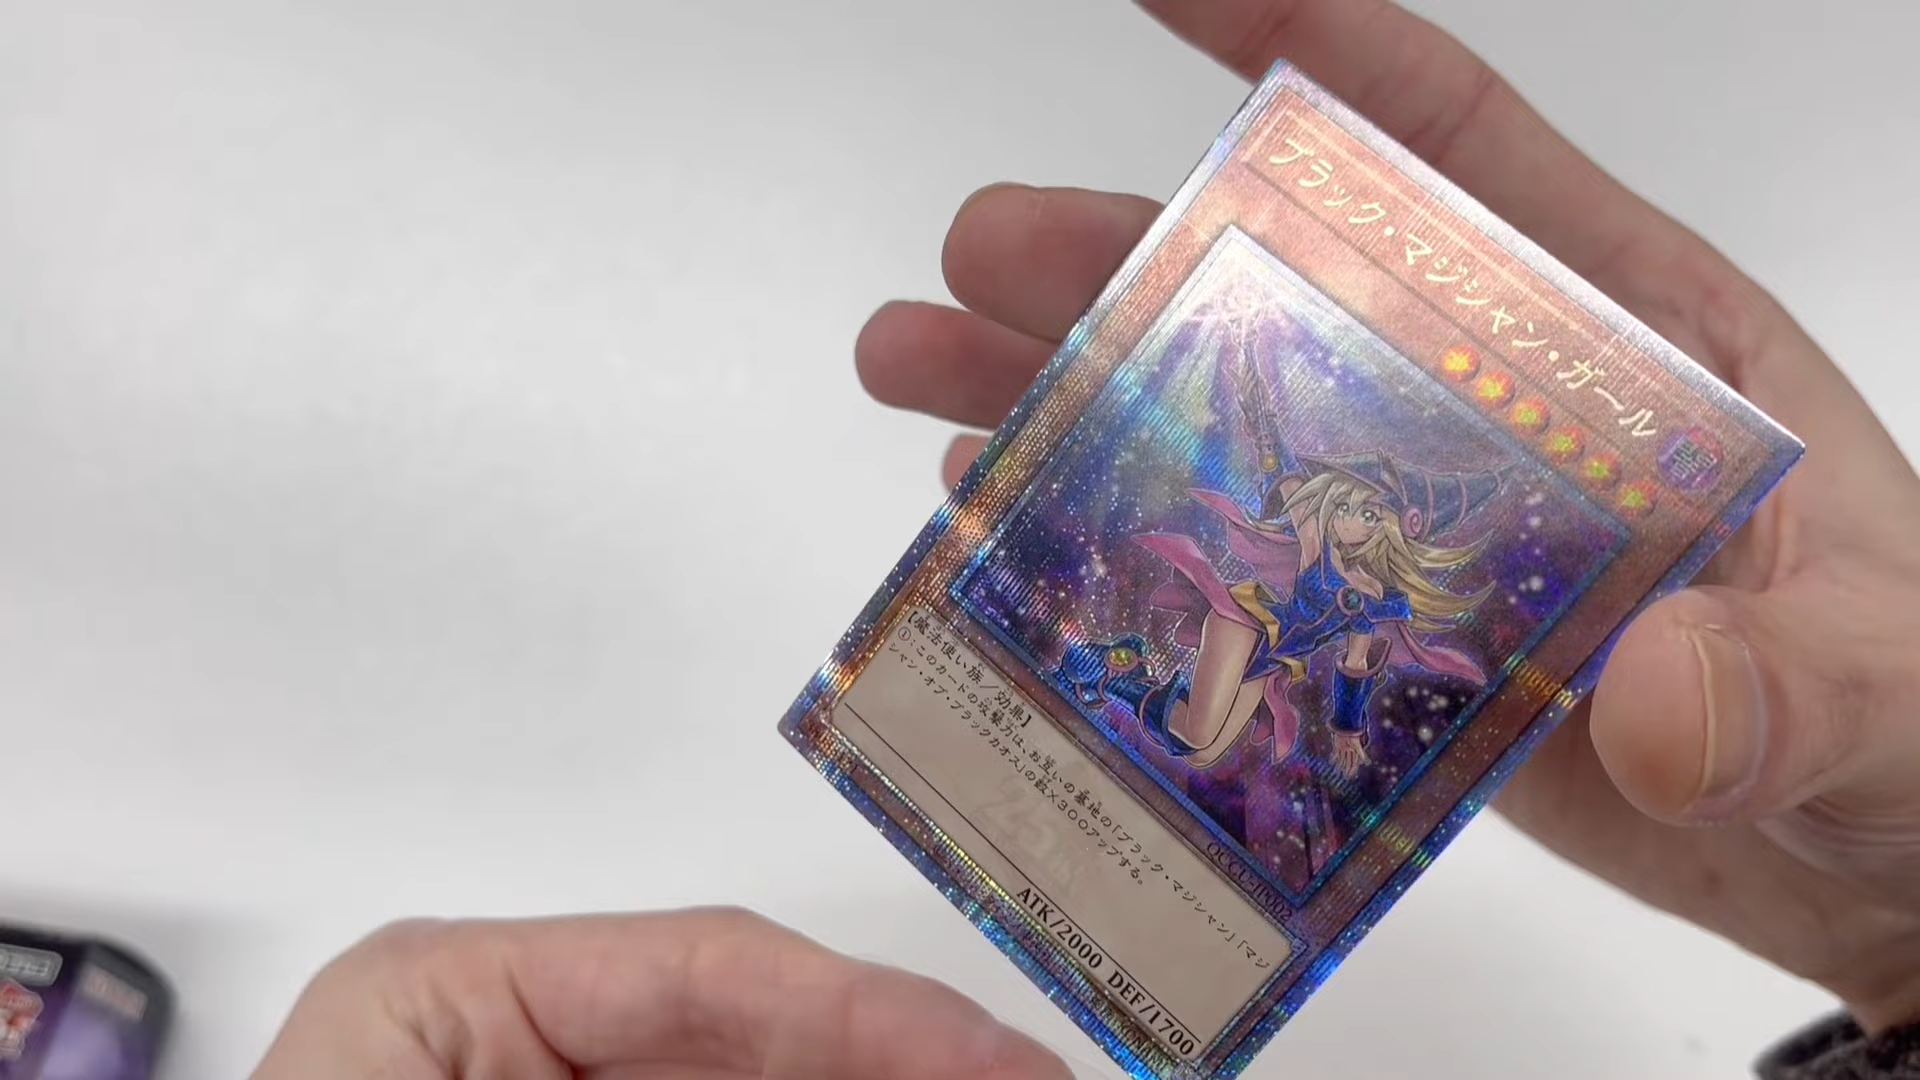 ブラック・マジシャン・ガール
闇
QCCU-JP002
【魔法使い族／効果】
①：このカードの攻撃力は、お互いの墓地の「ブラック・マジシャン」「マジ
シャン・オブ・ブラックカオス」の数×300アップする。
25th
ATK/2000 DEF/1700